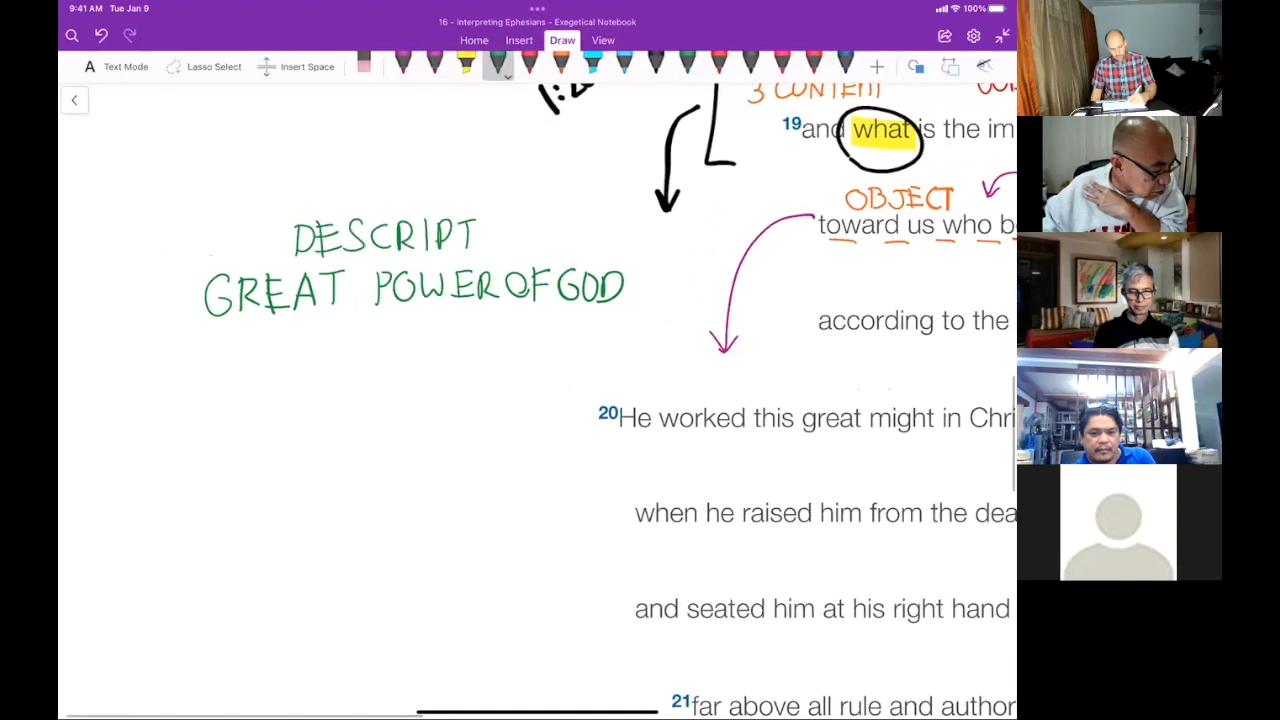 9:41 AM Tue Jan 9
100%
16 - Interpreting Ephesians - Exegetical Notebook
Home Insert Draw View
A Text Mode Lasso Select Insert Space
3 CONTENT
19and what is the im
OBJECT
toward us who b
DESCRIPT
GREAT POWER OF GOD
according to the
20He worked this great might in Chri
when he raised him from the dea
and seated him at his right hand
21far above all rule and author